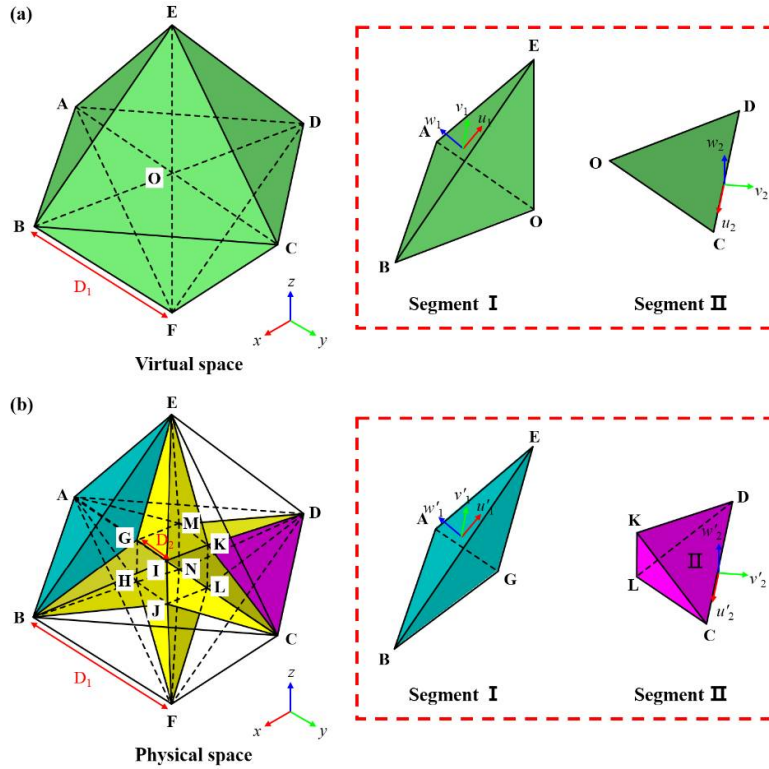 (a)
E
A
D
O
B
C
D₁
F
z
x
y
Virtual space
E
v₁
w₁
u₁
A
O
B
Segment I
D
w₂
O
v₂
u₂
C
Segment II
(b)
E
A
D
M
G
D₂
K
I
N
H
L
J
B
C
D₁
F
z
x
y
Physical space
E
v′₁
w′₁
u′₁
A
G
B
Segment I
D
K
w′₂
II
L
v′₂
u′₂
C
Segment II